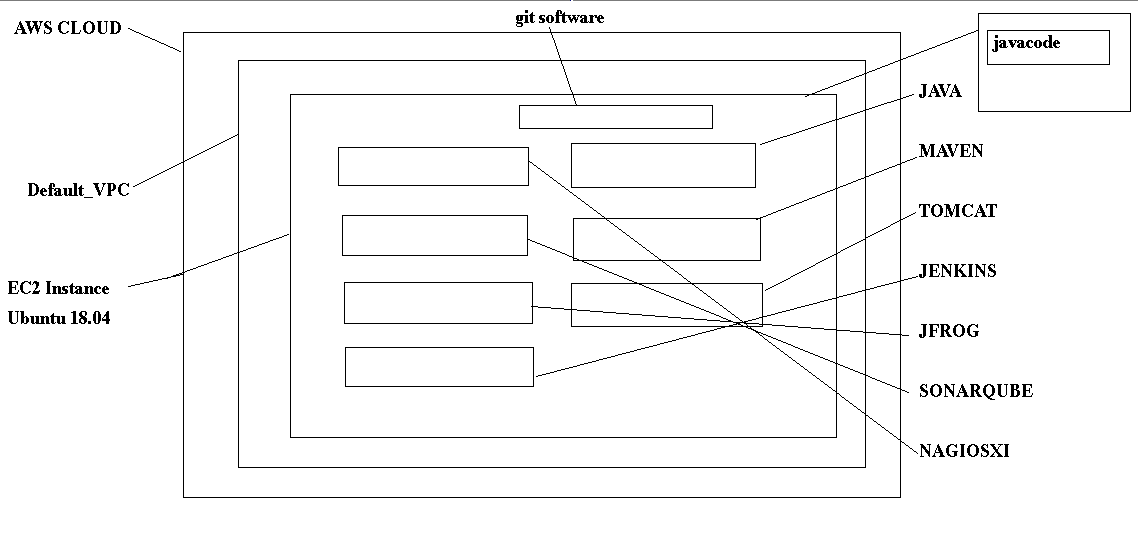 git software
AWS CLOUD
javacode
JAVA
MAVEN
Default_VPC
TOMCAT
JENKINS
EC2 Instance
Ubuntu 18.04
JFROG
SONARQUBE
NAGIOSXI